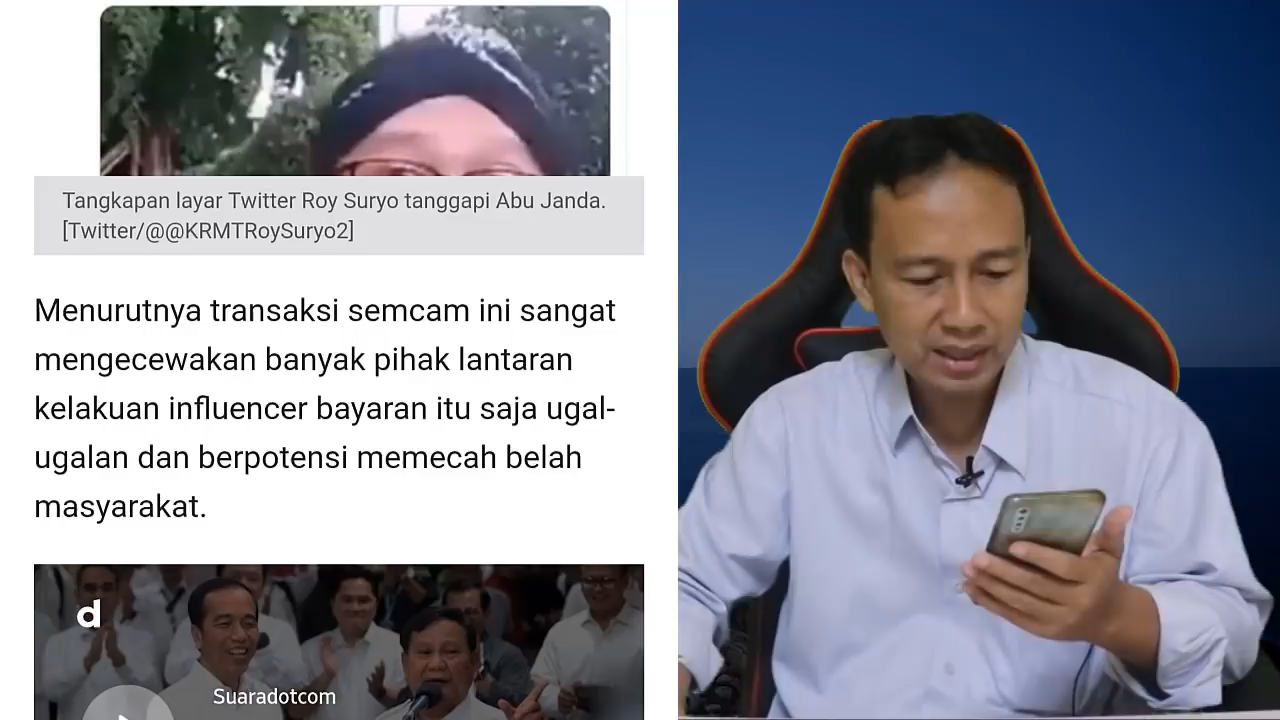 Tangkapan layar Twitter Roy Suryo tanggapi Abu Janda.
[Twitter/@@KRMTRoySuryo2]
Menurutnya transaksi semcam ini sangat
mengecewakan banyak pihak lantaran
kelakuan influencer bayaran itu saja ugal-
ugalan dan berpotensi memecah belah
masyarakat.
d
Suaradotcom